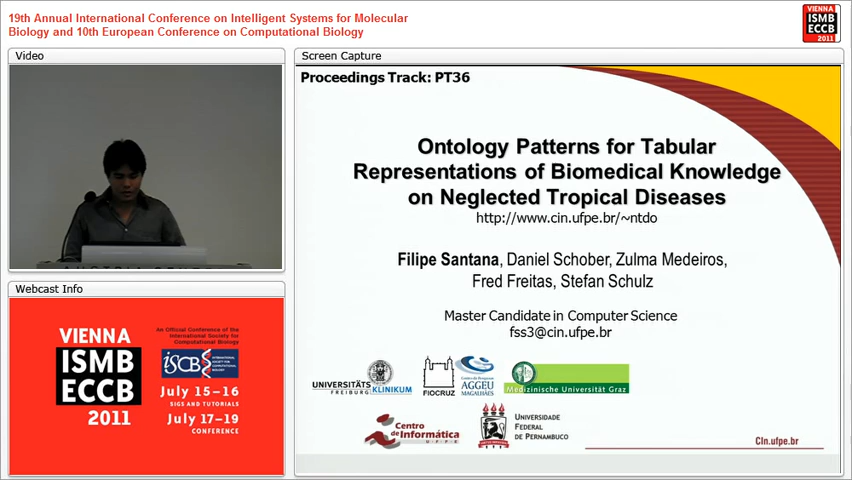 19th Annual International Conference on Intelligent Systems for Molecular
Biology and 10th European Conference on Computational Biology
VIENNA
ISMB
ECCB
2011
Video
Screen Capture
Proceedings Track: PT36
Ontology Patterns for Tabular
Representations of Biomedical Knowledge
on Neglected Tropical Diseases
http://www.cin.ufpe.br/~ntdo
Filipe Santana, Daniel Schober, Zulma Medeiros,
Fred Freitas, Stefan Schulz
Master Candidate in Computer Science
fss3@cin.ufpe.br
UNIVERSITÄTS
FREIBURG KLINIKUM
FIOCRUZ
Centro de Pesquisas
AGGEU
MAGALHÃES
Medizinische Universität Graz
Centro
de Informática
U F P E
UNIVERSIDADE
FEDERAL
DE PERNAMBUCO
CIn.ufpe.br
Webcast Info
VIENNA
ISMB
ECCB
2011
An Official Conference of the
International Society for
Computational Biology
ISCB
INTERNATIONAL
SOCIETY FOR
COMPUTATIONAL
BIOLOGY
July 15–16
SIGS AND TUTORIALS
July 17–19
CONFERENCE